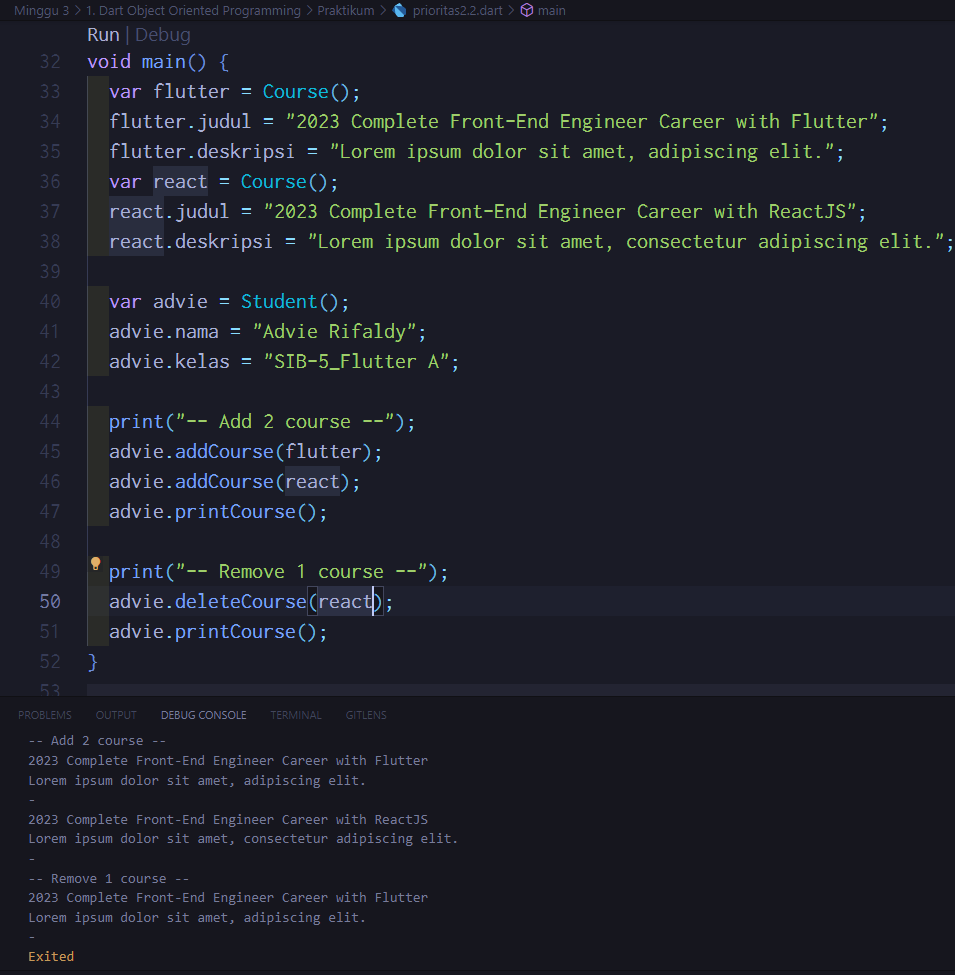 Minggu 3 > 1. Dart Object Oriented Programming > Praktikum > prioritas2.2.dart > main
Run | Debug
32 void main() {
33 var flutter = Course();
34 flutter.judul = "2023 Complete Front-End Engineer Career with Flutter";
35 flutter.deskripsi = "Lorem ipsum dolor sit amet, adipiscing elit.";
36 var react = Course();
37 react.judul = "2023 Complete Front-End Engineer Career with ReactJS";
38 react.deskripsi = "Lorem ipsum dolor sit amet, consectetur adipiscing elit.";
39
40 var advie = Student();
41 advie.nama = "Advie Rifaldy";
42 advie.kelas = "SIB-5_Flutter A";
43
44 print("-- Add 2 course --");
45 advie.addCourse(flutter);
46 advie.addCourse(react);
47 advie.printCourse();
48
49 print("-- Remove 1 course --");
50 advie.deleteCourse(react);
51 advie.printCourse();
52 }
53
PROBLEMS OUTPUT DEBUG CONSOLE TERMINAL GITLENS
-- Add 2 course --
2023 Complete Front-End Engineer Career with Flutter
Lorem ipsum dolor sit amet, adipiscing elit.
-
2023 Complete Front-End Engineer Career with ReactJS
Lorem ipsum dolor sit amet, consectetur adipiscing elit.
-
-- Remove 1 course --
2023 Complete Front-End Engineer Career with Flutter
Lorem ipsum dolor sit amet, adipiscing elit.
-
Exited